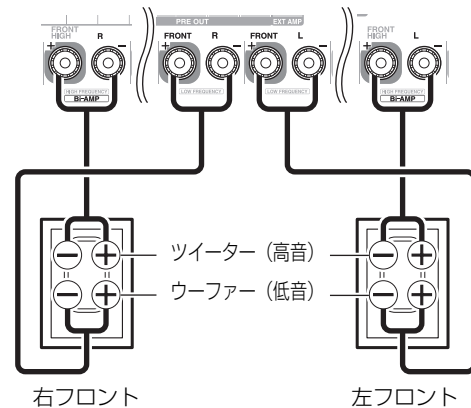 PRE OUT EXT AMP
FRONT HIGH R FRONT R FRONT L FRONT HIGH L
+ − + − + − + −
HIGH FREQUENCY LOW FREQUENCY LOW FREQUENCY HIGH FREQUENCY
Bi-AMP Bi-AMP
− + ツイーター（高音） − +
− + ウーファー（低音） − +
右フロント 左フロント